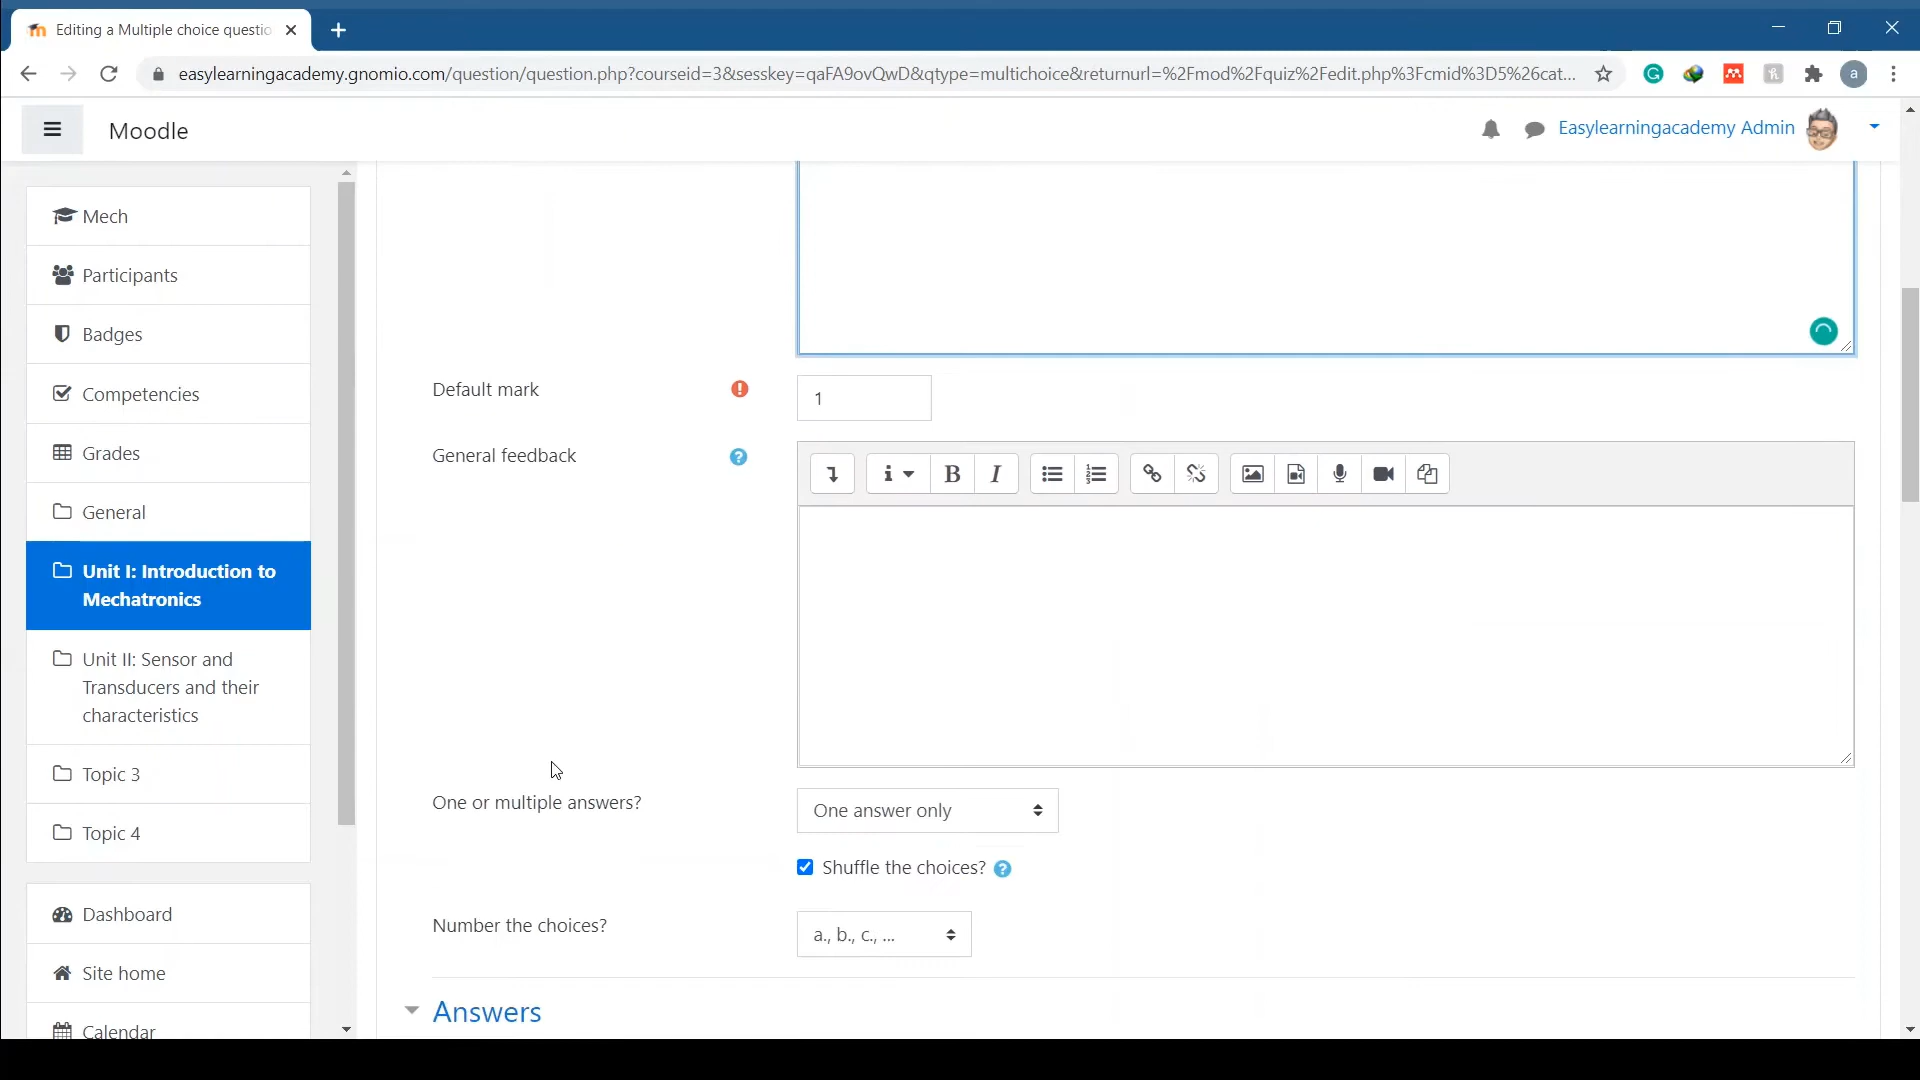 Editing a Multiple choice questio
easylearningacademy.gnomio.com/question/question.php?courseid=3&sesskey=qaFA9ovQwD&qtype=multichoice&returnurl=%2Fmod%2Fquiz%2Fedit.php%3Fcmid%3D5%26cat...
a
Moodle
Easylearningacademy Admin
Mech
Participants
Badges
Competencies
Grades
General
Unit I: Introduction to
Mechatronics
Unit II: Sensor and
Transducers and their
characteristics
Topic 3
Topic 4
Dashboard
Site home
Calendar
Default mark
1
General feedback
B
I
One or multiple answers?
One answer only
Shuffle the choices?
Number the choices?
a., b., c., ...
Answers